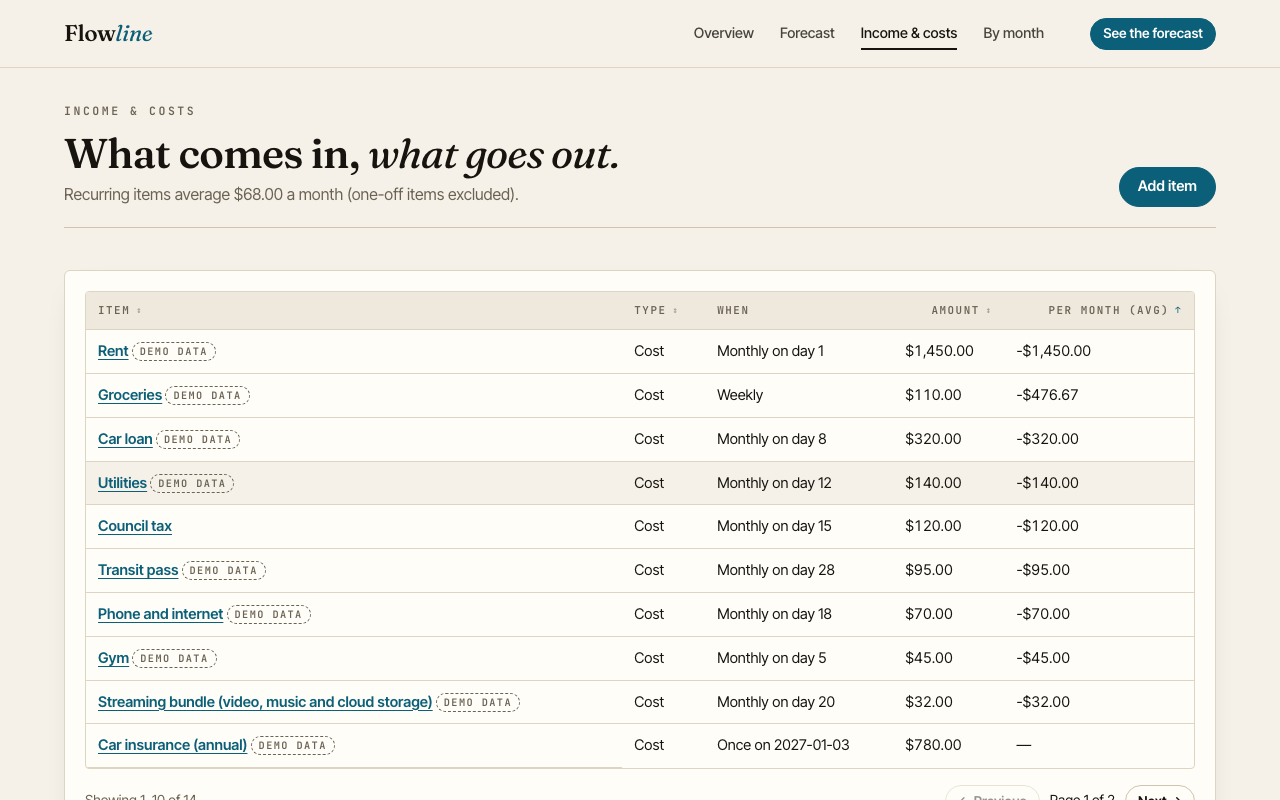 Flowline Overview Forecast Income & costs By month See the forecast
INCOME & COSTS
What comes in, what goes out.
Recurring items average $68.00 a month (one-off items excluded).
Add item
ITEM ↕ TYPE ↕ WHEN AMOUNT ↕ PER MONTH (AVG) ↑
Rent DEMO DATA Cost Monthly on day 1 $1,450.00 -$1,450.00
Groceries DEMO DATA Cost Weekly $110.00 -$476.67
Car loan DEMO DATA Cost Monthly on day 8 $320.00 -$320.00
Utilities DEMO DATA Cost Monthly on day 12 $140.00 -$140.00
Council tax Cost Monthly on day 15 $120.00 -$120.00
Transit pass DEMO DATA Cost Monthly on day 28 $95.00 -$95.00
Phone and internet DEMO DATA Cost Monthly on day 18 $70.00 -$70.00
Gym DEMO DATA Cost Monthly on day 5 $45.00 -$45.00
Streaming bundle (video, music and cloud storage) DEMO DATA Cost Monthly on day 20 $32.00 -$32.00
Car insurance (annual) DEMO DATA Cost Once on 2027-01-03 $780.00 —
Showing 1–10 of 14 ← Previous Page 1 of 2 Next →